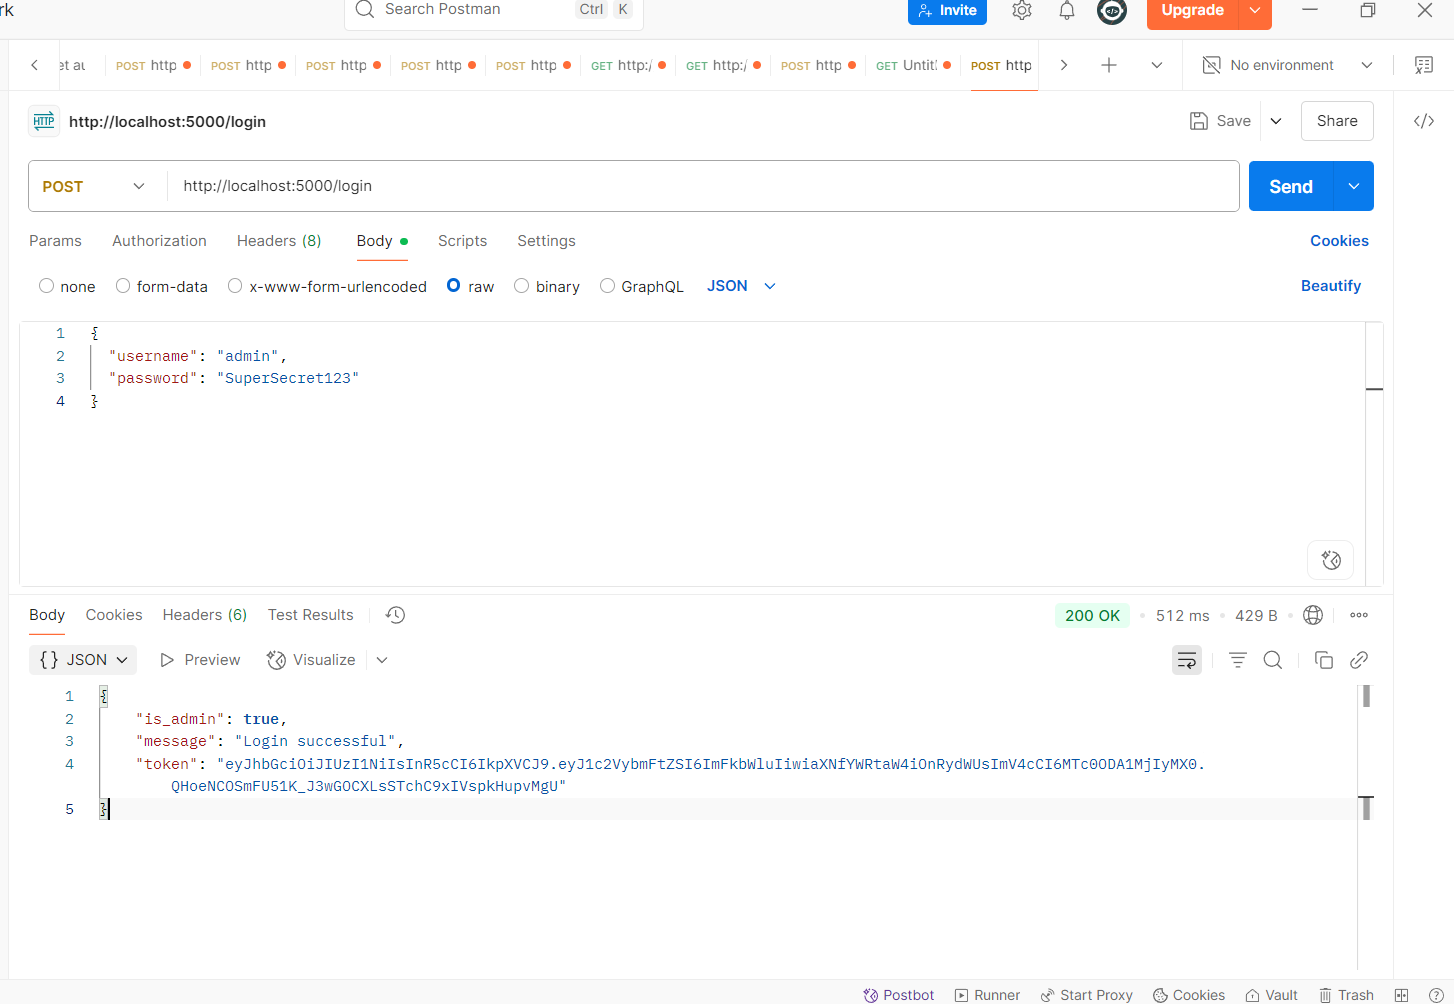 rk
Search Postman Ctrl K Invite Upgrade
POST http POST http POST http POST http POST http GET http:/ GET http:/ POST http GET Untit POST http No environment
HTTP http://localhost:5000/login Save Share
POST http://localhost:5000/login Send
Params Authorization Headers (8) Body Scripts Settings Cookies
none form-data x-www-form-urlencoded raw binary GraphQL JSON Beautify
1 {
2 "username": "admin",
3 "password": "SuperSecret123"
4 }
Body Cookies Headers (6) Test Results 200 OK 512 ms 429 B
{} JSON Preview Visualize
1 {
2 "is_admin": true,
3 "message": "Login successful",
4 "token": "eyJhbGciOiJIUzI1NiIsInR5cCI6IkpXVCJ9.eyJ1c2VybmFtZSI6ImFkbWluIiwiaXNfYWRtaW4iOnRydWUsImV4cCI6MTc0ODA1MjIyMX0.
QHoeNCOSmFU51K_J3wGOCXLsSTchC9xIVspkHupvMgU"
5 }
Postbot Runner Start Proxy Cookies Vault Trash